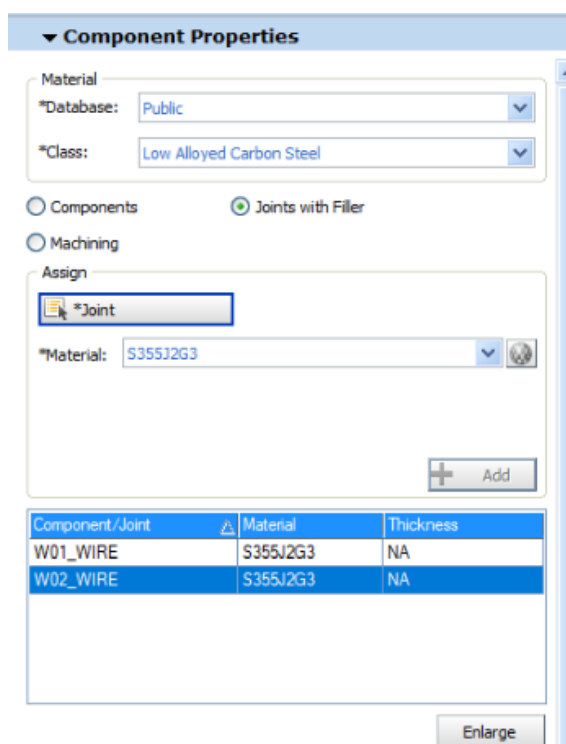 Component Properties
Material
*Database: Public
*Class: Low Alloyed Carbon Steel
Components Joints with Filler
Machining
Assign
*Joint
*Material: S355J2G3
Add
Component/Joint Material Thickness
W01_WIRE S355J2G3 NA
W02_WIRE S355J2G3 NA
Enlarge